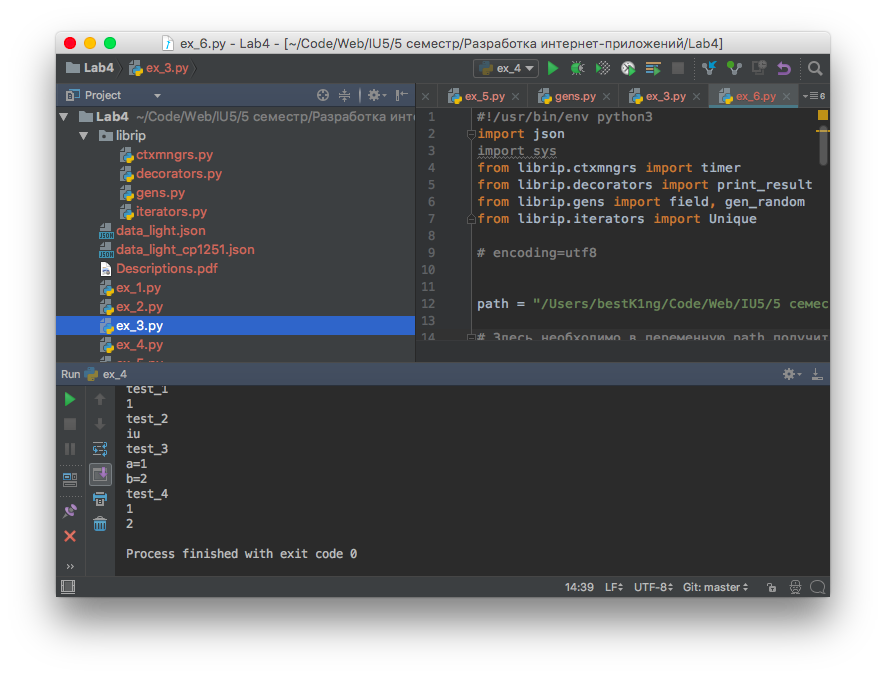 ex_6.py - Lab4 - [~/Code/Web/IU5/5 семестр/Разработка интернет-приложений/Lab4]
Lab4 ex_3.py ex_4
Project
ex_5.py gens.py ex_3.py ex_6.py 6
Lab4 ~/Code/Web/IU5/5 семестр/Разработка инт
librip
ctxmngrs.py
decorators.py
gens.py
iterators.py
data_light.json
data_light_cp1251.json
Descriptions.pdf
ex_1.py
ex_2.py
ex_3.py
ex_4.py
ex_5.py
1 #!/usr/bin/env python3
2 import json
3 import sys
4 from librip.ctxmngrs import timer
5 from librip.decorators import print_result
6 from librip.gens import field, gen_random
7 from librip.iterators import Unique
8
9 # encoding=utf8
10
11
12 path = "/Users/bestK1ng/Code/Web/IU5/5 семес
13
14 # Здесь необходимо в переменную path получит
Run ex_4
test_1
1
test_2
iu
test_3
a=1
b=2
test_4
1
2
Process finished with exit code 0
14:39 LF UTF-8 Git: master